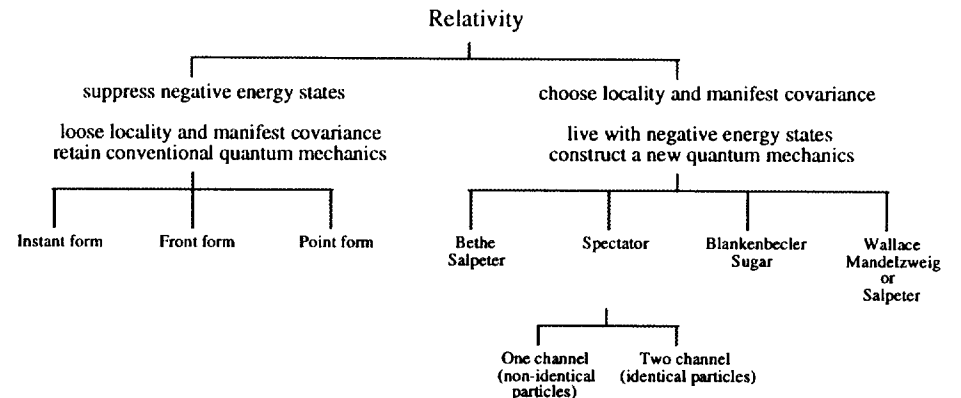 Relativity
suppress negative energy states
choose locality and manifest covariance
loose locality and manifest covariance
retain conventional quantum mechanics
live with negative energy states
construct a new quantum mechanics
Instant form
Front form
Point form
Bethe
Salpeter
Spectator
Blankenbecler
Sugar
Wallace
Mandelzweig
or
Salpeter
One channel
(non-identical
particles)
Two channel
(identical particles)